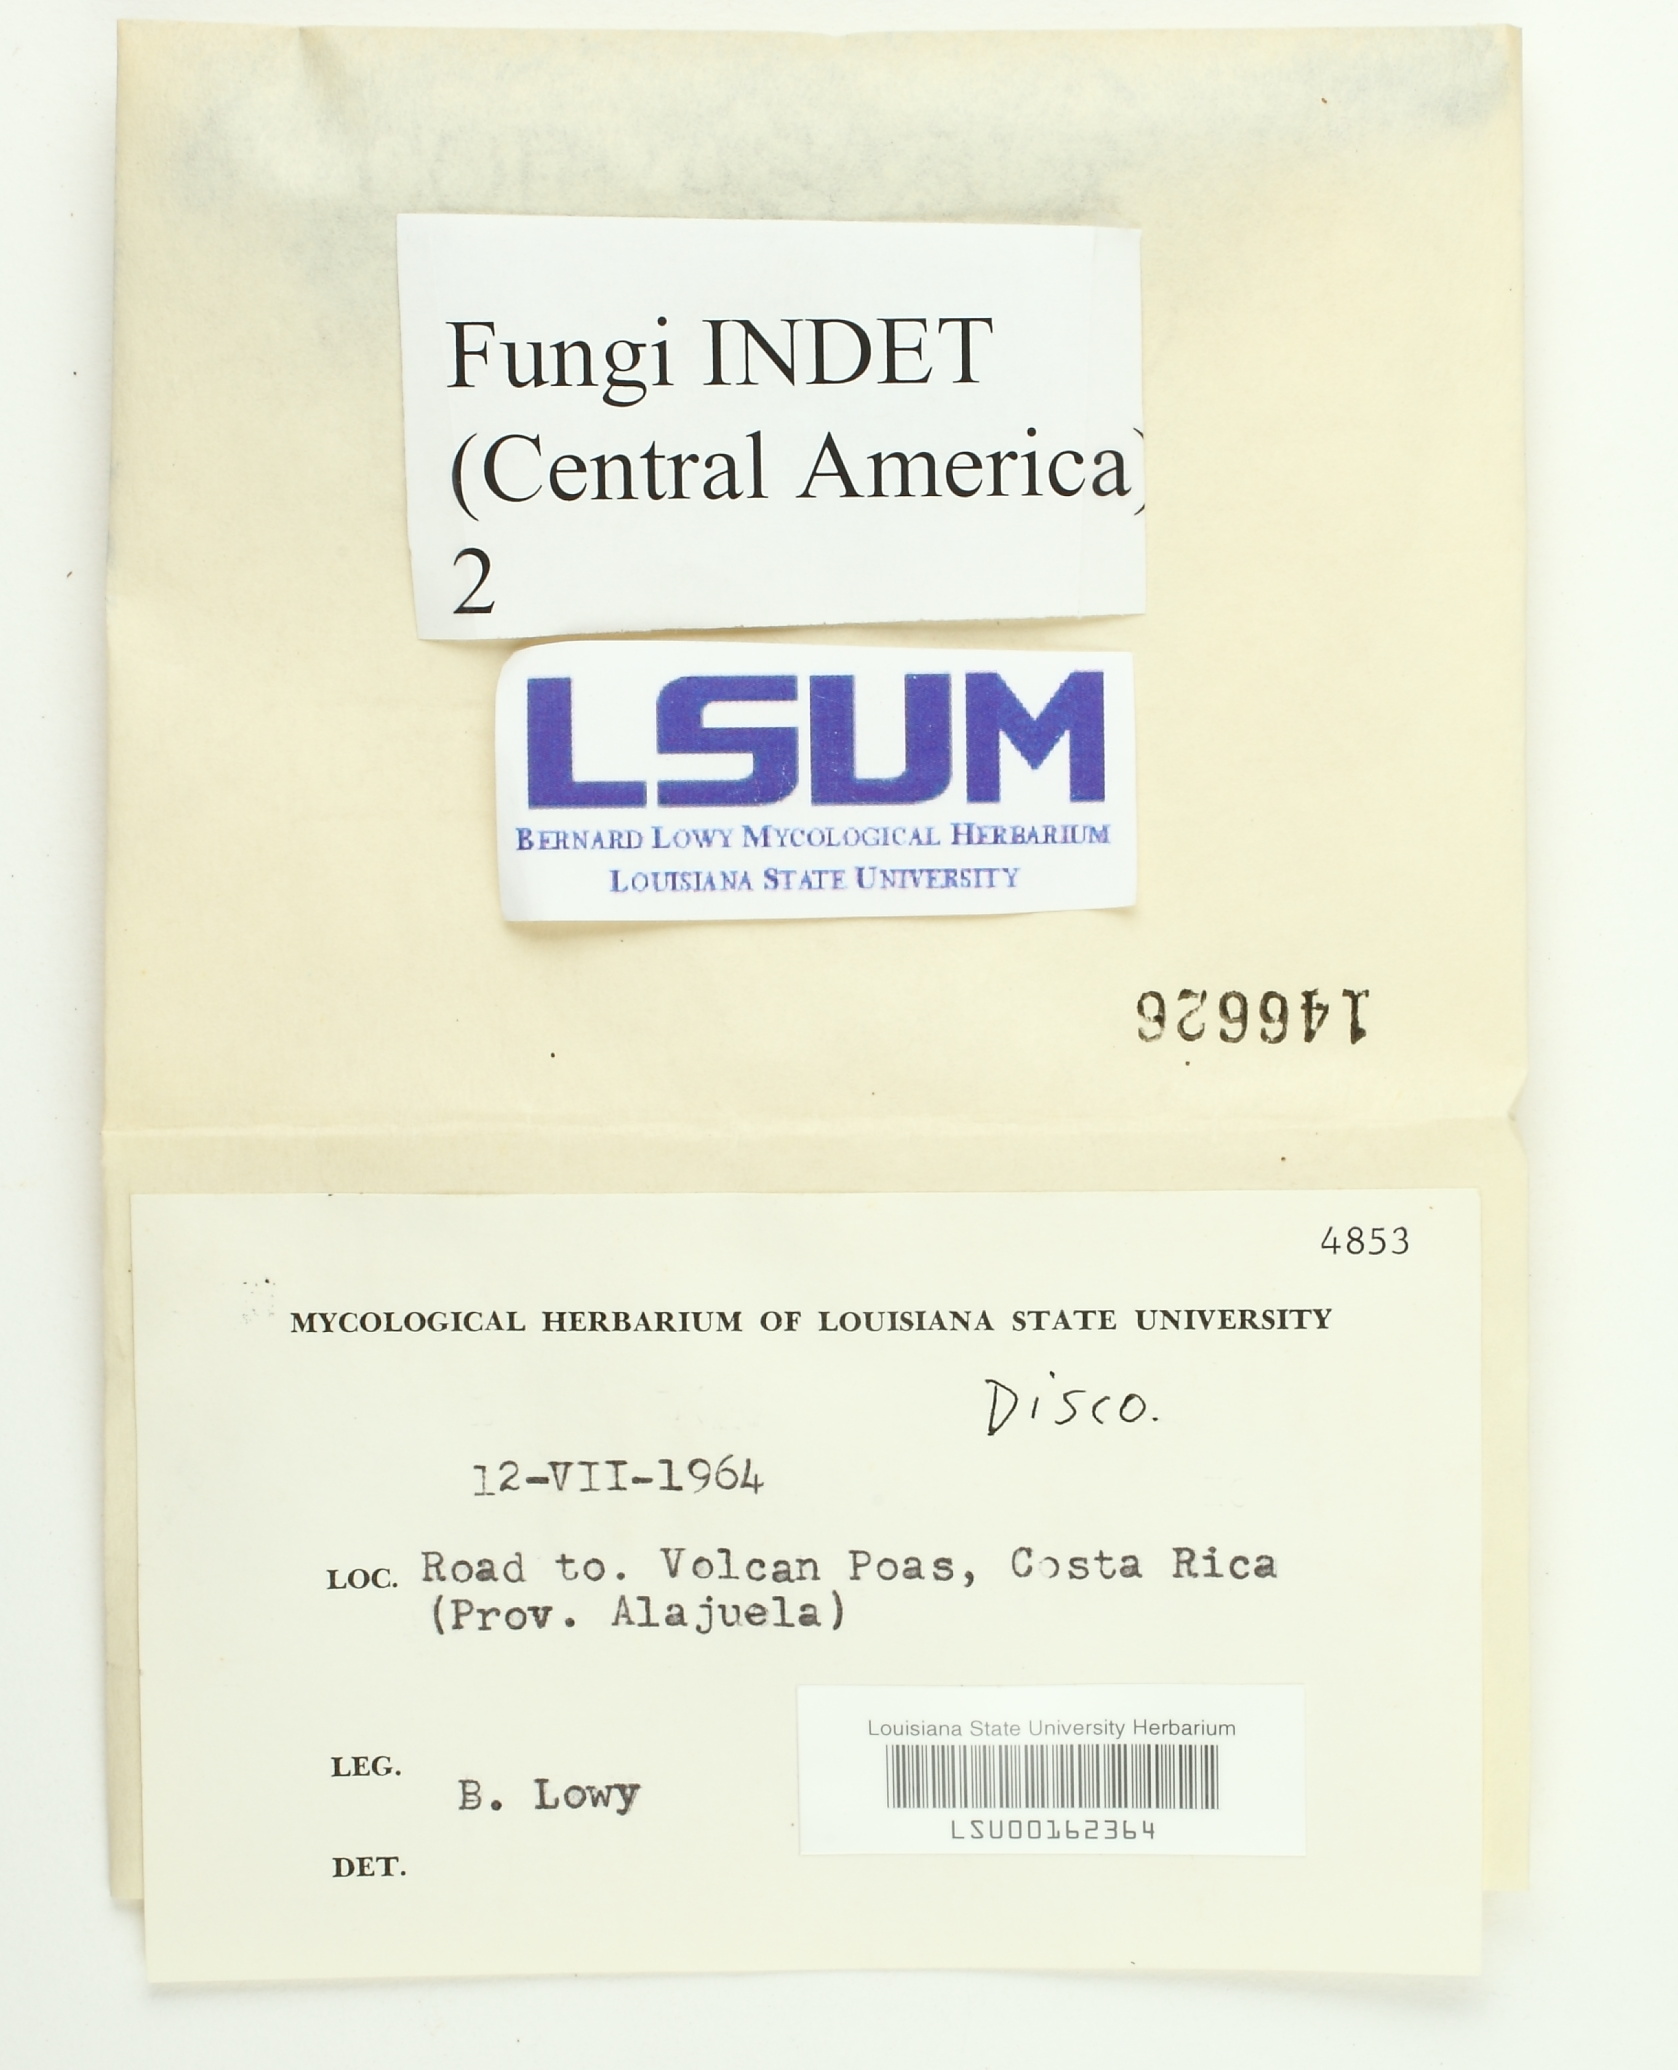 Fungi INDET
(Central America)
2
LSUM
BERNARD LOWY MYCOLOGICAL HERBARIUM
LOUISIANA STATE UNIVERSITY
146626
4853
MYCOLOGICAL HERBARIUM OF LOUISIANA STATE UNIVERSITY
Disco.
12-VII-1964
LOC. Road to. Volcan Poas, Costa Rica
(Prov. Alajuela)
Louisiana State University Herbarium
LSU00162364
LEG. B. Lowy
DET.